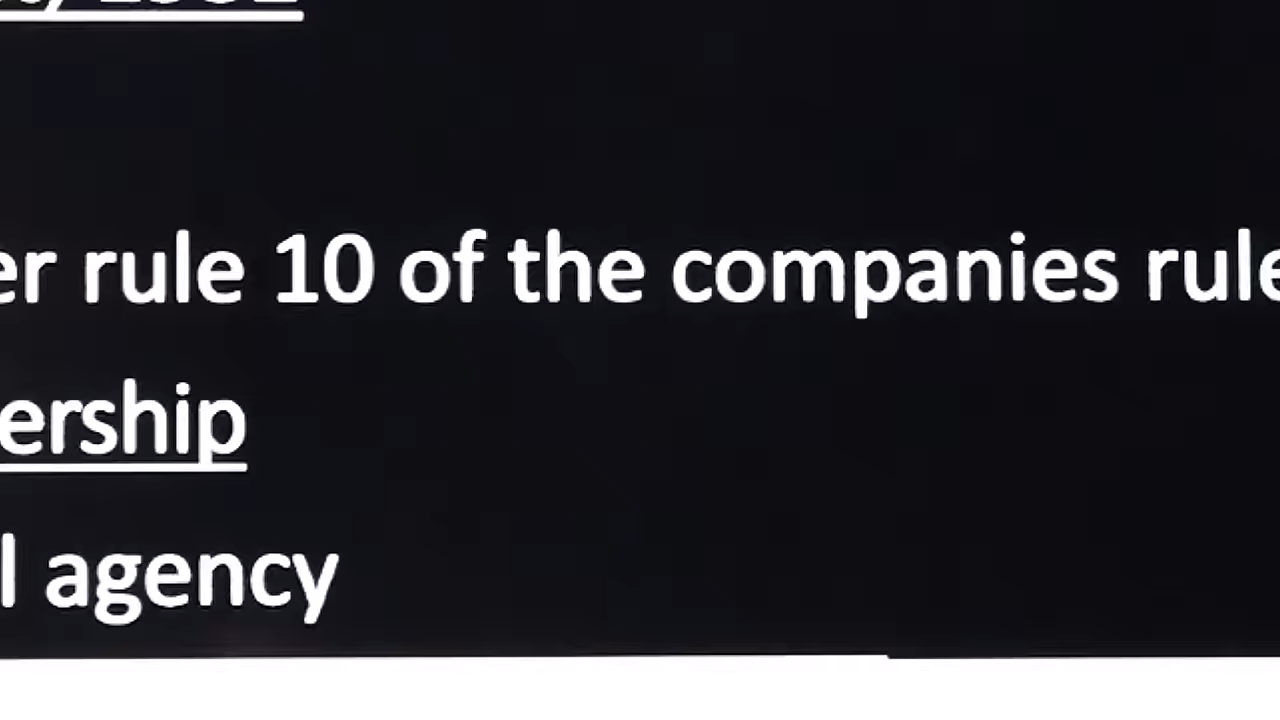 er rule 10 of the companies rule
ership
l agency